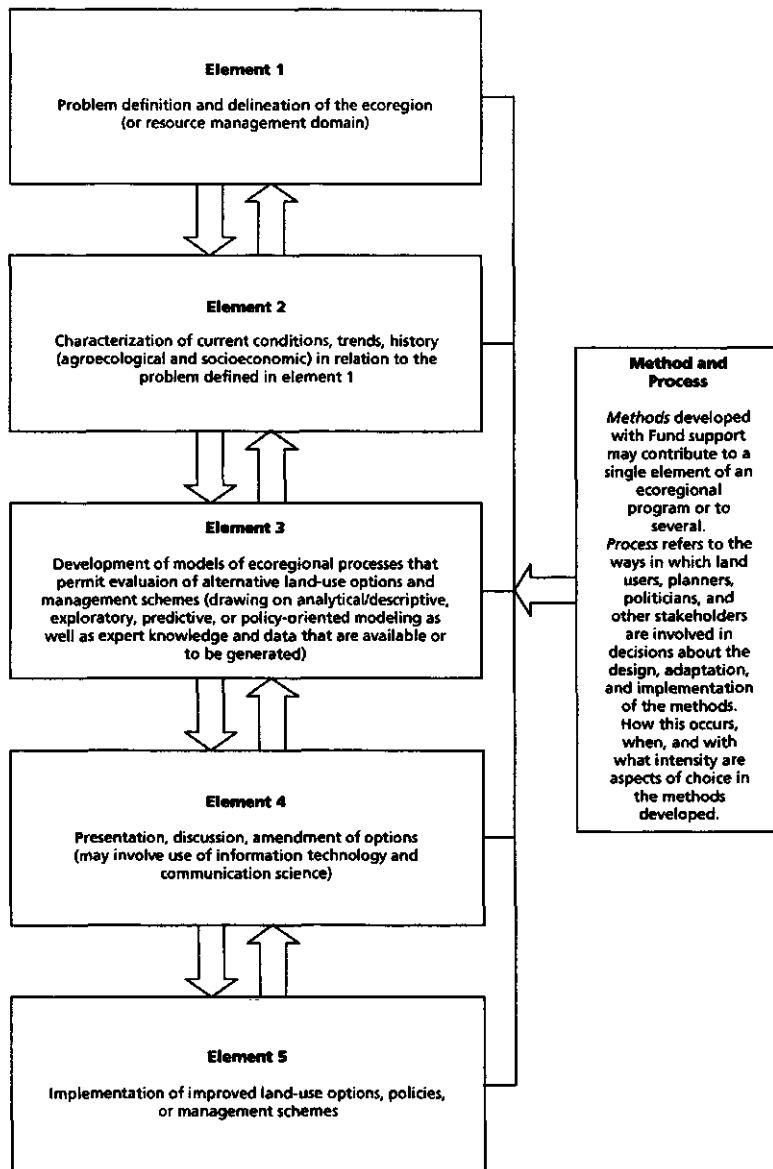 Element 1
Problem definition and delineation of the ecoregion
(or resource management domain)
Element 2
Characterization of current conditions, trends, history
(agroecological and socioeconomic) in relation to the
problem defined in element 1
Element 3
Development of models of ecoregional processes that
permit evaluaion of alternative land-use options and
management schemes (drawing on analytical/descriptive,
exploratory, predictive, or policy-oriented modeling as
well as expert knowledge and data that are available or
to be generated)
Element 4
Presentation, discussion, amendment of options
(may involve use of information technology and
communication science)
Element 5
Implementation of improved land-use options, policies,
or management schemes
Method and
Process
Methods developed
with Fund support
may contribute to a
single element of an
ecoregional
program or to
several.
Process refers to the
ways in which land
users, planners,
politicians, and
other stakeholders
are involved in
decisions about the
design, adaptation,
and implementation
of the methods.
How this occurs,
when, and with
what intensity are
aspects of choice in
the methods
developed.